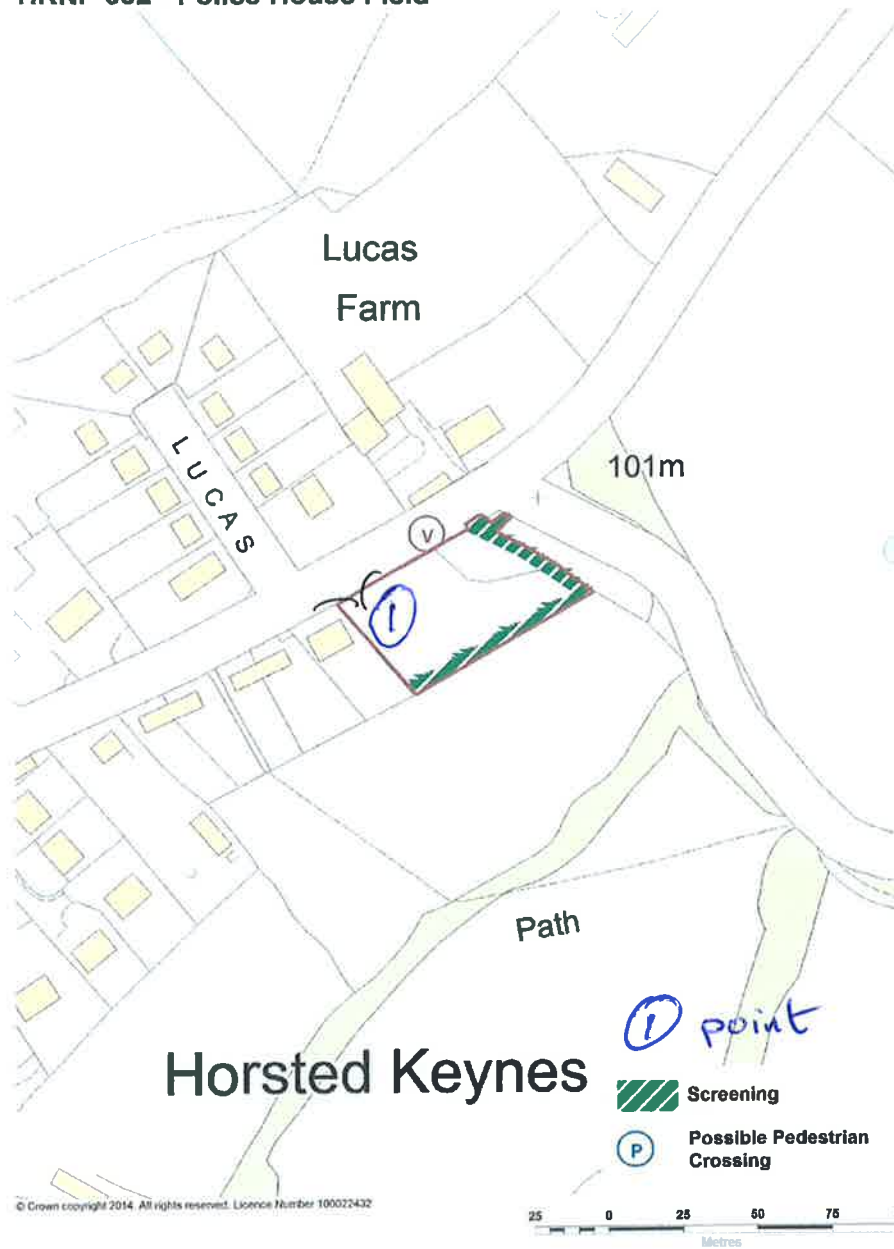 Lucas
Farm
LUCAS
101m
V
1
Path
1 point
Horsted Keynes
Screening
P Possible Pedestrian
Crossing
© Crown copyright 2014. All rights reserved. Licence Number 100022432
25 0 25 50 75
Metres